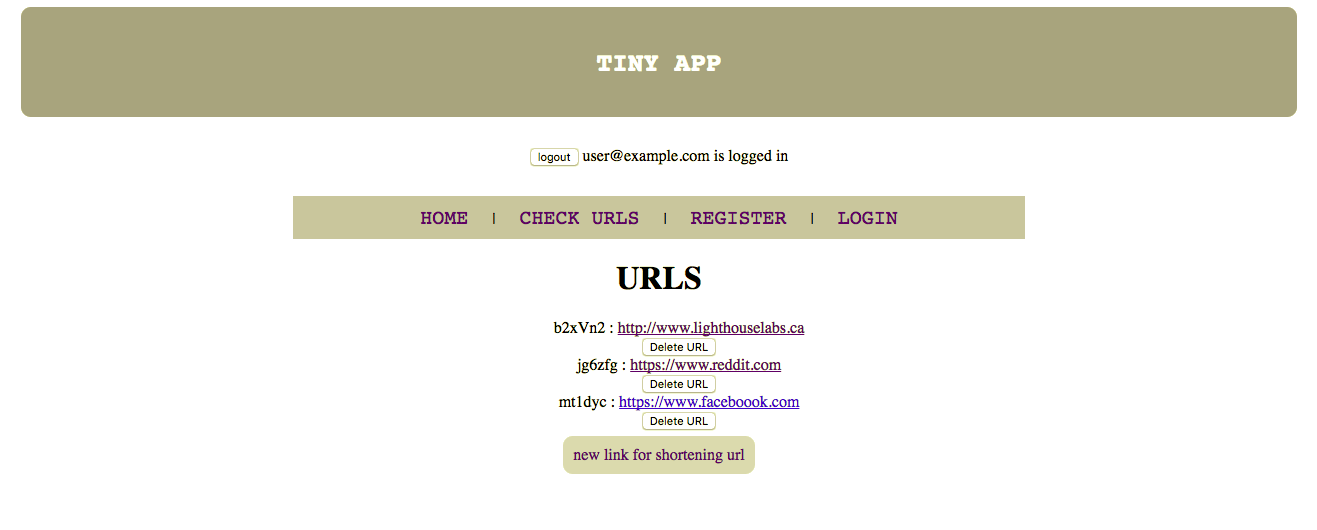 TINY APP
logout user@example.com is logged in
HOME | CHECK URLS | REGISTER | LOGIN
URLS
b2xVn2 : http://www.lighthouselabs.ca
Delete URL
jg6zfg : https://www.reddit.com
Delete URL
mt1dyc : https://www.faceboook.com
Delete URL
new link for shortening url